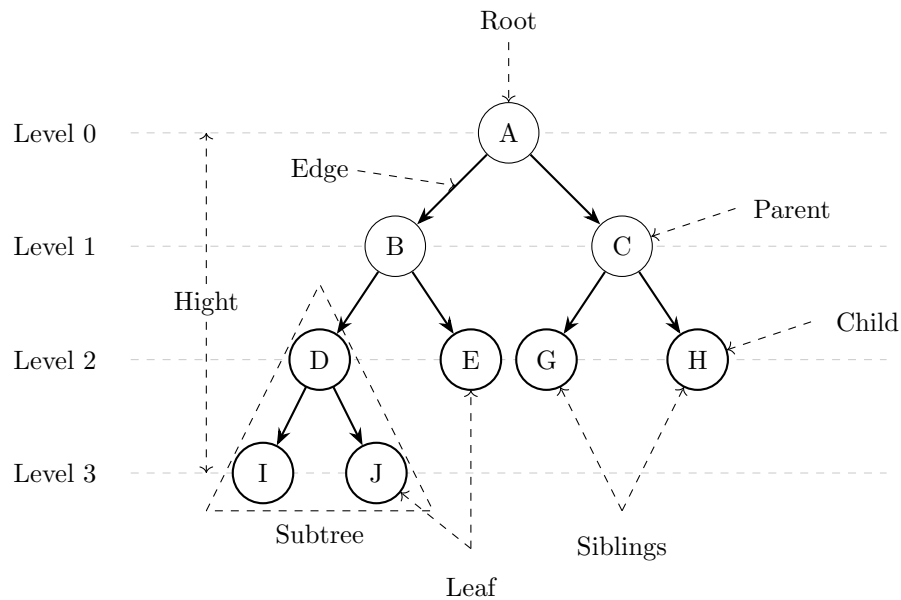 Root
Level 0
A
Edge
Parent
Level 1
B
C
Hight
Child
Level 2
D
E
G
H
Level 3
I
J
Subtree
Siblings
Leaf